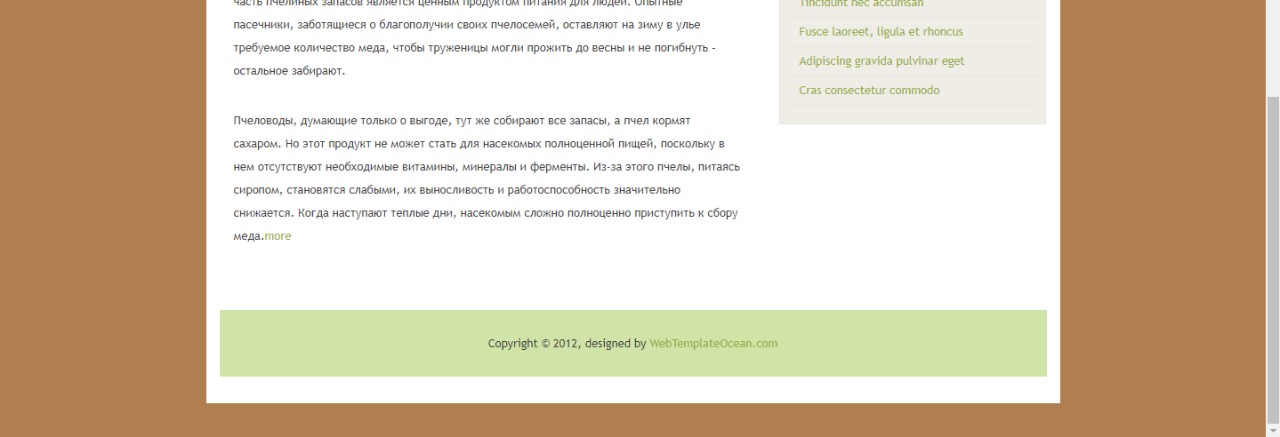 часть пчелиных запасов является ценным продуктом питания для людей. Опытные
пасечники, заботящиеся о благополучии своих пчелосемей, оставляют на зиму в улье
требуемое количество меда, чтобы труженицы могли прожить до весны и не погибнуть –
остальное забирают.
Пчеловоды, думающие только о выгоде, тут же собирают все запасы, а пчел кормят
сахаром. Но этот продукт не может стать для насекомых полноценной пищей, поскольку в
нем отсутствуют необходимые витамины, минералы и ферменты. Из-за этого пчелы, питаясь
сиропом, становятся слабыми, их выносливость и работоспособность значительно
снижается. Когда наступают теплые дни, насекомым сложно полноценно приступить к сбору
меда.more
Tincidunt nec accumsan
Fusce laoreet, ligula et rhoncus
Adipiscing gravida pulvinar eget
Cras consectetur commodo
Copyright © 2012, designed by WebTemplateOcean.com